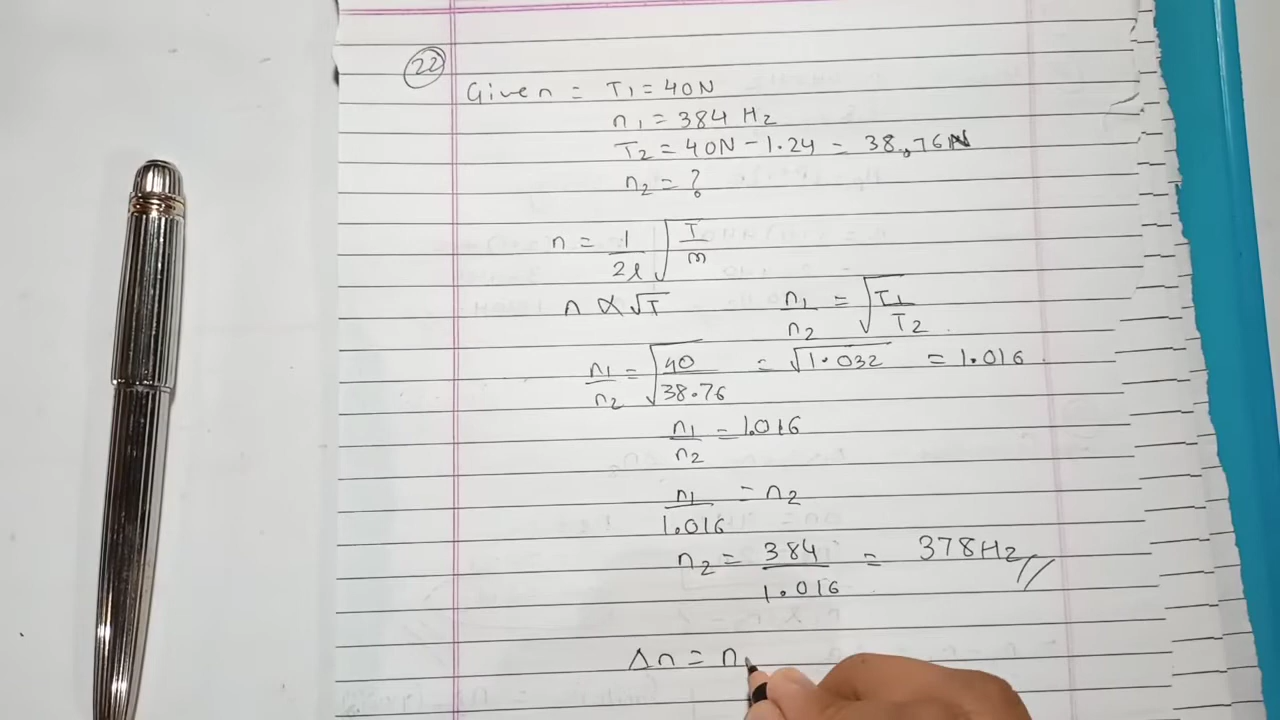 22
Given = T1 = 40N
n1 = 384 Hz
T2 = 40N - 1.24 = 38.76N
n2 = ?
n = 1/2l √T/m
n ∝ √T n1/n2 = √T1/T2
n1/n2 = √40/38.76 = √1.032 = 1.016
n1/n2 = 1.016
n1/1.016 = n2
n2 = 384/1.016 = 378Hz //
Δn = n